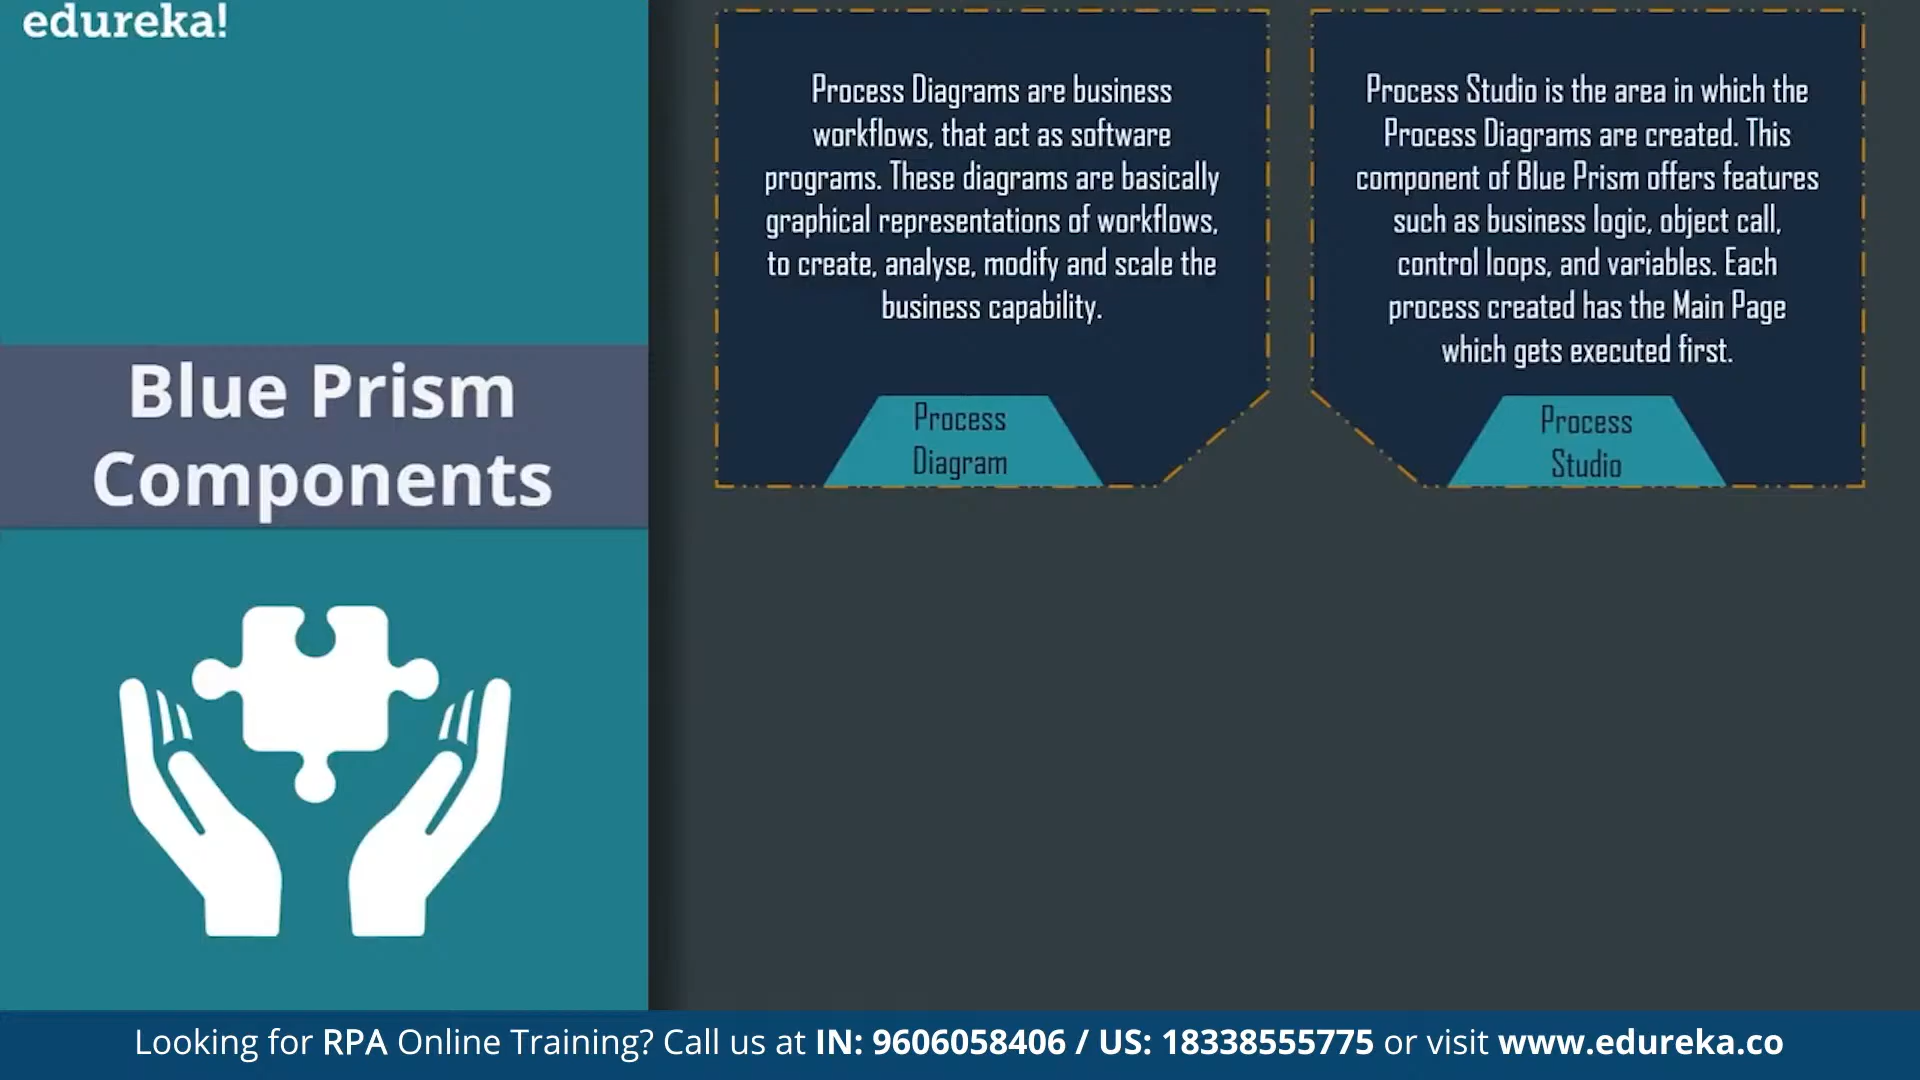 edureka!
Blue Prism
Components
Process Diagrams are business
workflows, that act as software
programs. These diagrams are basically
graphical representations of workflows,
to create, analyse, modify and scale the
business capability.
Process
Diagram
Process Studio is the area in which the
Process Diagrams are created. This
component of Blue Prism offers features
such as business logic, object call,
control loops, and variables. Each
process created has the Main Page
which gets executed first.
Process
Studio
Looking for RPA Online Training? Call us at IN: 9606058406 / US: 18338555775 or visit www.edureka.co